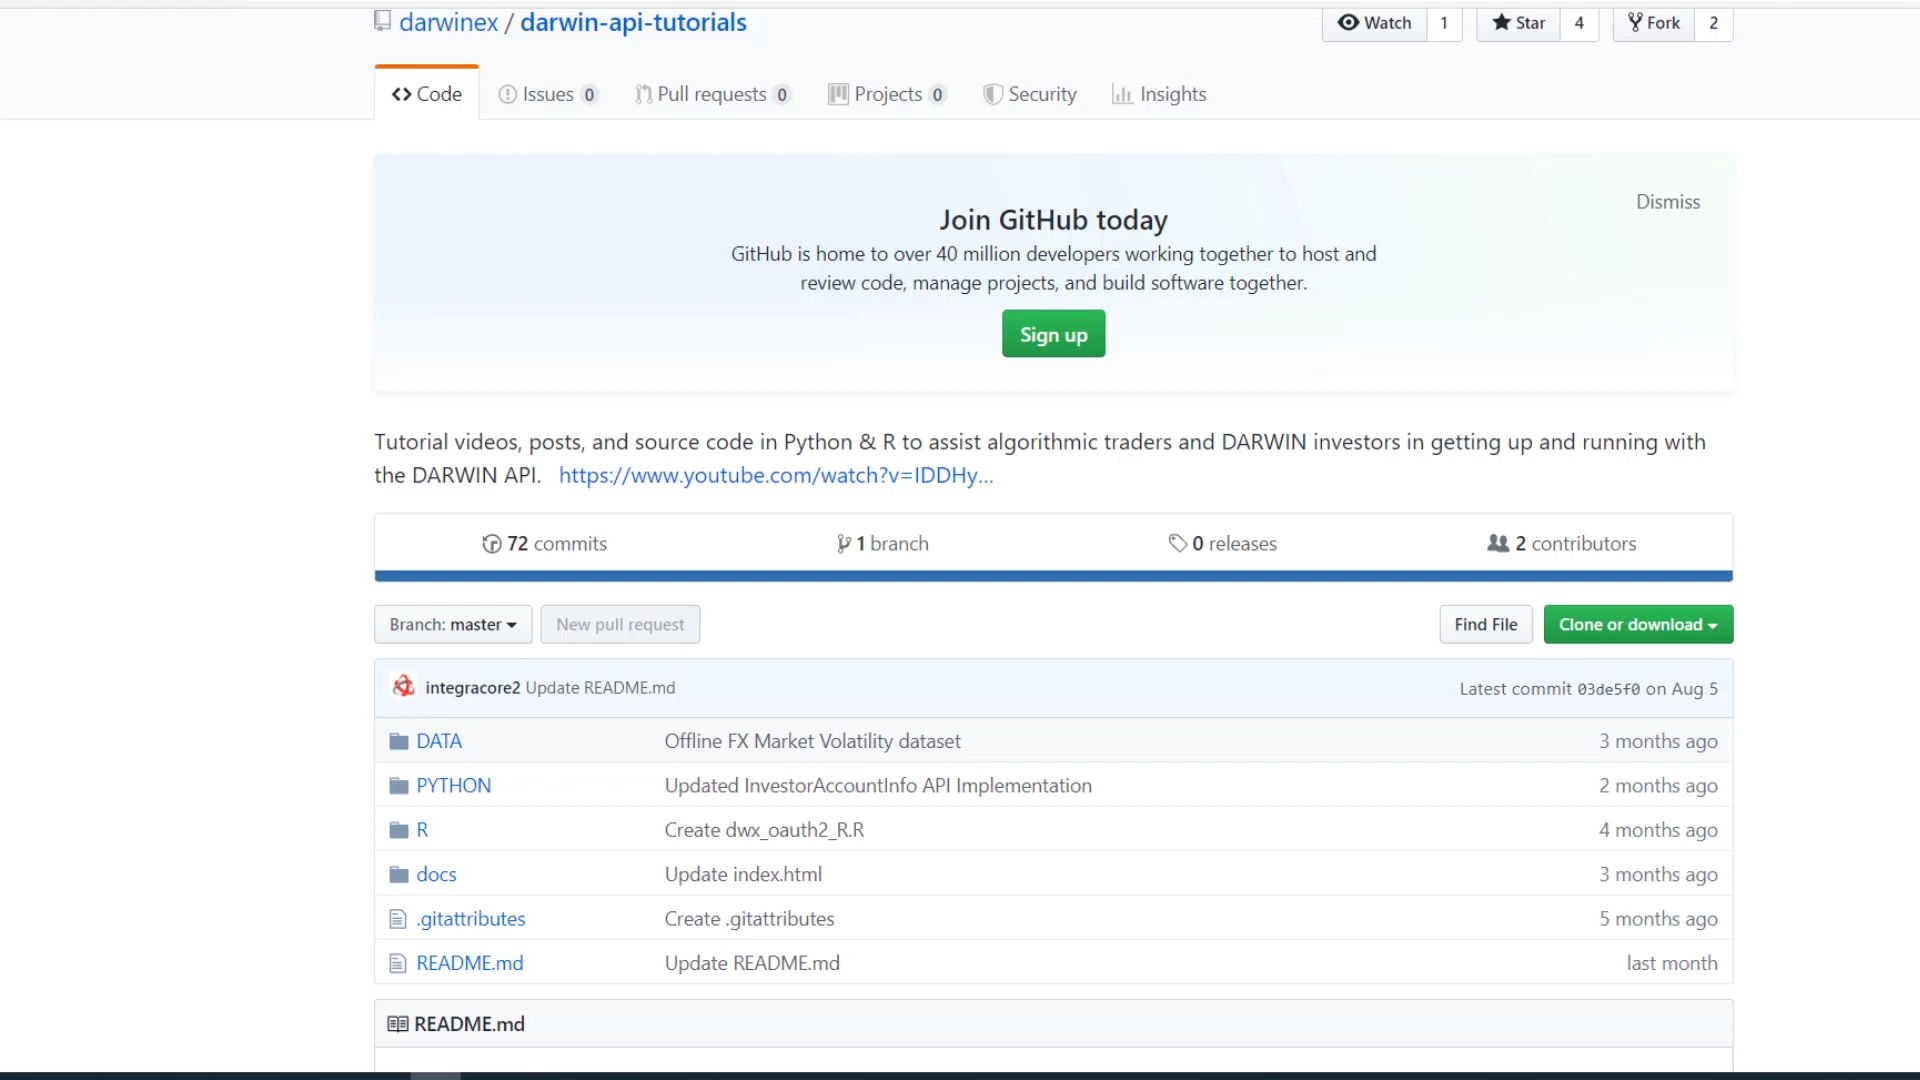 darwinex / darwin-api-tutorials
Watch 1 Star 4 Fork 2
Code Issues 0 Pull requests 0 Projects 0 Security Insights
Dismiss
Join GitHub today
GitHub is home to over 40 million developers working together to host and
review code, manage projects, and build software together.
Sign up
Tutorial videos, posts, and source code in Python & R to assist algorithmic traders and DARWIN investors in getting up and running with
the DARWIN API. https://www.youtube.com/watch?v=IDDHy...
72 commits 1 branch 0 releases 2 contributors
Branch: master New pull request Find File Clone or download
integracore2 Update README.md Latest commit 03de5f0 on Aug 5
DATA Offline FX Market Volatility dataset 3 months ago
PYTHON Updated InvestorAccountInfo API Implementation 2 months ago
R Create dwx_oauth2_R.R 4 months ago
docs Update index.html 3 months ago
.gitattributes Create .gitattributes 5 months ago
README.md Update README.md last month
README.md